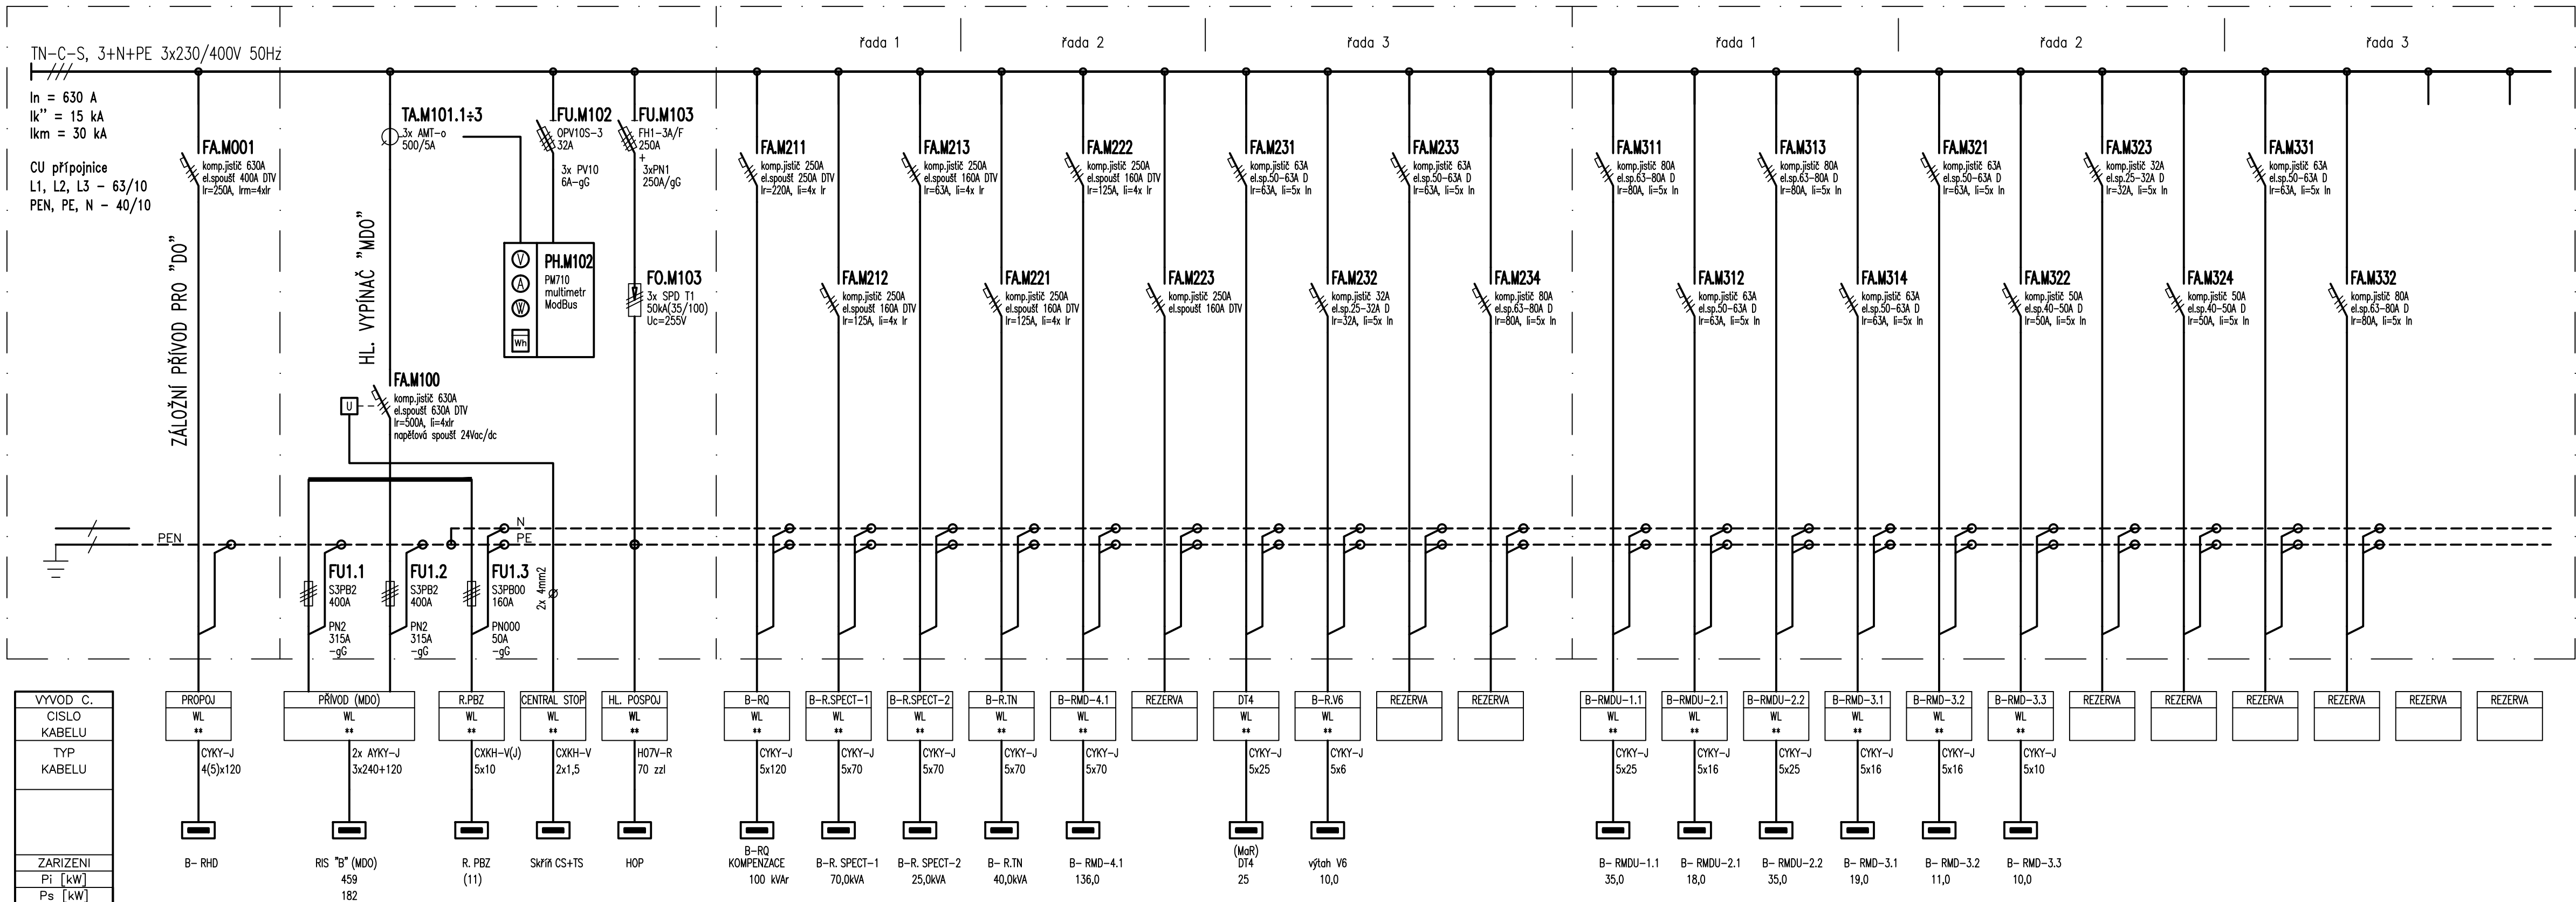 řada 1
řada 2
řada 3
řada 1
řada 2
řada 3
TN-C-S, 3+N+PE 3x230/400V 50Hz
In = 630 A
Ik'' = 15 kA
Ikm = 30 kA
CU přípojnice
L1, L2, L3 - 63/10
PEN, PE, N - 40/10
FA.M001
komp.jistič 630A
el.spoušť 400A DTV
Ir=250A, Irm=4xIr
ZÁLOŽNÍ PŘÍVOD PRO "DO"
TA.M101.1÷3
3x AMT-o
500/5A
HL. VYPÍNAČ "MDO"
FU.M102
OPV10S-3
32A
3x PV10
6A-gG
FU.M103
FH1-3A/F
250A
+
3xPN1
250A/gG
V
A
W
Wh
PH.M102
PM710
multimetr
ModBus
FO.M103
3x SPD T1
50kA(35/100)
Uc=255V
FA.M100
komp.jistič 630A
el.spoušť 630A DTV
Ir=500A, Ii=4xIr
napěťová spoušť 24Vac/dc
U
FA.M211
komp.jistič 250A
el.spoušť 250A DTV
Ir=220A, Ii=4x Ir
FA.M213
komp.jistič 250A
el.spoušť 160A DTV
Ir=63A, Ii=4x Ir
FA.M222
komp.jistič 250A
el.spoušť 160A DTV
Ir=125A, Ii=4x Ir
FA.M231
komp.jistič 63A
el.sp.50-63A D
Ir=63A, Ii=5x In
FA.M233
komp.jistič 63A
el.sp.50-63A D
Ir=63A, Ii=5x In
FA.M311
komp.jistič 80A
el.sp.63-80A D
Ir=80A, Ii=5x In
FA.M313
komp.jistič 80A
el.sp.63-80A D
Ir=80A, Ii=5x In
FA.M321
komp.jistič 63A
el.sp.50-63A D
Ir=63A, Ii=5x In
FA.M323
komp.jistič 32A
el.sp.25-32A D
Ir=32A, Ii=5x In
FA.M331
komp.jistič 63A
el.sp.50-63A D
Ir=63A, Ii=5x In
FA.M212
komp.jistič 250A
el.spoušť 160A DTV
Ir=125A, Ii=4x Ir
FA.M221
komp.jistič 250A
el.spoušť 160A DTV
Ir=125A, Ii=4x Ir
FA.M223
komp.jistič 250A
el.spoušť 160A DTV
FA.M232
komp.jistič 32A
el.sp.25-32A D
Ir=32A, Ii=5x In
FA.M234
komp.jistič 80A
el.sp.63-80A D
Ir=80A, Ii=5x In
FA.M312
komp.jistič 63A
el.sp.50-63A D
Ir=63A, Ii=5x In
FA.M314
komp.jistič 63A
el.sp.50-63A D
Ir=63A, Ii=5x In
FA.M322
komp.jistič 50A
el.sp.40-50A D
Ir=50A, Ii=5x In
FA.M324
komp.jistič 50A
el.sp.40-50A D
Ir=50A, Ii=5x In
FA.M332
komp.jistič 80A
el.sp.63-80A D
Ir=80A, Ii=5x In
PEN
N
PE
FU1.1
S3PB2
400A
PN2
315A
-gG
FU1.2
S3PB2
400A
PN2
315A
-gG
FU1.3
S3PB00
160A
PN000
50A
-gG
2x 4mm2
VYVOD C. PROPOJ PŘÍVOD (MDO) R.PBZ CENTRAL STOP HL. POSPOJ B-RQ B-R.SPECT-1 B-R.SPECT-2 B-R.TN B-RMD-4.1 REZERVA DT4 B-R.V6 REZERVA REZERVA B-RMDU-1.1 B-RMDU-2.1 B-RMDU-2.2 B-RMD-3.1 B-RMD-3.2 B-RMD-3.3 REZERVA REZERVA REZERVA REZERVA REZERVA REZERVA
CISLO WL WL WL WL WL WL WL WL WL WL WL WL WL WL WL WL WL WL
KABELU ** ** ** ** ** ** ** ** ** ** ** ** ** ** ** ** ** **
TYP CYKY-J 2x AYKY-J CXKH-V(J) CXKH-V H07V-R CYKY-J CYKY-J CYKY-J CYKY-J CYKY-J CYKY-J CYKY-J CYKY-J CYKY-J CYKY-J CYKY-J CYKY-J CYKY-J
KABELU 4(5)x120 3x240+120 5x10 2x1,5 70 zzl 5x120 5x70 5x70 5x70 5x70 5x25 5x6 5x25 5x16 5x25 5x16 5x16 5x10
B-RQ (MaR)
ZARIZENI B- RHD RIS "B" (MDO) R. PBZ Skříň CS+TS HOP KOMPENZACE B-R. SPECT-1 B-R. SPECT-2 B- R.TN B- RMD-4.1 DT4 výtah V6 B- RMDU-1.1 B- RMDU-2.1 B- RMDU-2.2 B- RMD-3.1 B- RMD-3.2 B- RMD-3.3
Pi [kW] 459 (11) 100 kVAr 70,0kVA 25,0kVA 40,0kVA 136,0 25 10,0 35,0 18,0 35,0 19,0 11,0 10,0
Ps [kW] 182